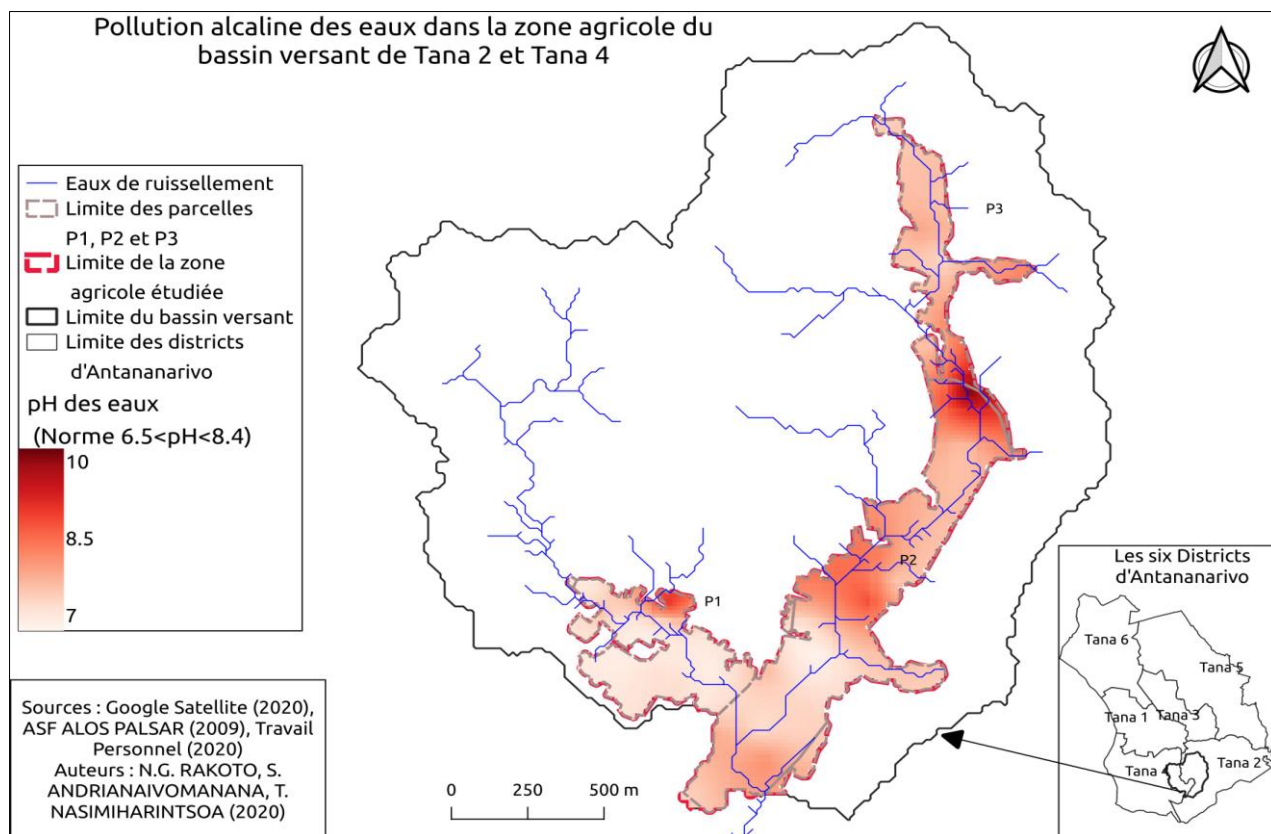 Pollution alcaline des eaux dans la zone agricole du
bassin versant de Tana 2 et Tana 4
Eaux de ruissellement
Limite des parcelles
P1, P2 et P3
Limite de la zone
agricole étudiée
Limite du bassin versant
Limite des districts
d'Antananarivo
pH des eaux
(Norme 6.5<pH<8.4)
10
8.5
7
P3
P2
P1
Sources : Google Satellite (2020),
ASF ALOS PALSAR (2009), Travail
Personnel (2020)
Auteurs : N.G. RAKOTO, S.
ANDRIANAIVOMANANA, T.
NASIMIHARINTSOA (2020)
0 250 500 m
Les six Districts
d'Antananarivo
Tana 6
Tana 5
Tana 1
Tana 3
Tana 4
Tana 2